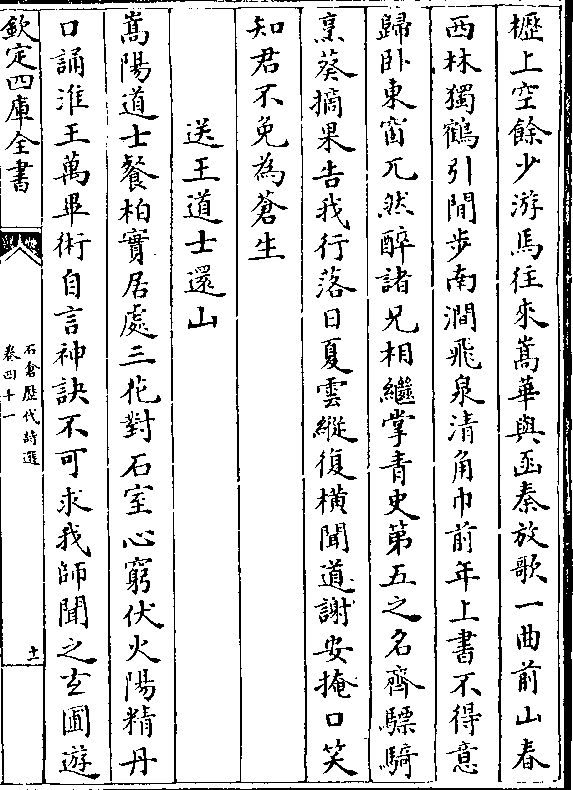 櫪上空餘少游馬往來嵩華與函秦放歌一曲前山春
西林獨鶴引閒步南澗飛泉清角巾前年上書不得意
歸卧東窗兀然醉諸兄相繼掌青史第五之名齊驃騎
烹葵摘果告我行落日夏雲縱復橫聞道謝安掩口笑
知君不免為蒼生
送王道士還山
嵩陽道士餐柏實居處三花對石室心窮伏火陽精丹
口誦淮王萬畢術自言神訣不可求我師聞之玄圃遊
欽定四庫全書
石倉歷代詩選
卷四十一
十一